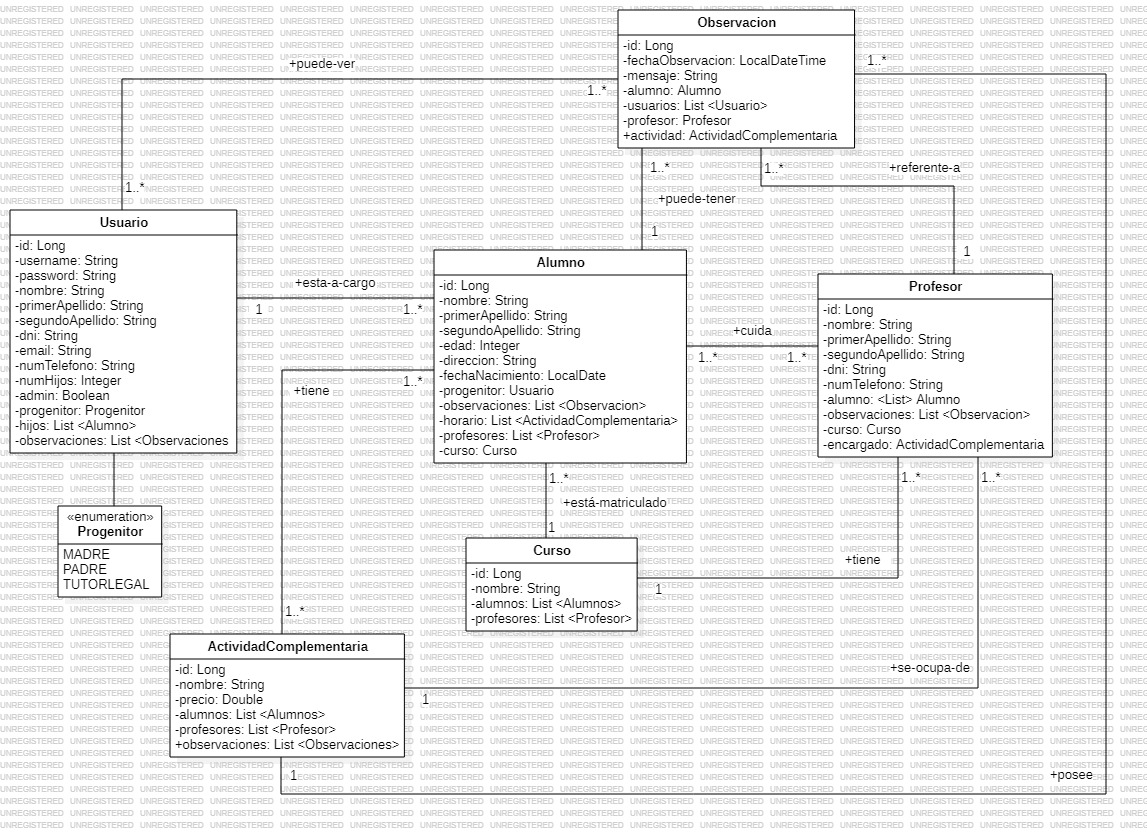 Observacion
-id: Long
-fechaObservacion: LocalDateTime
-mensaje: String
-alumno: Alumno
-usuarios: List <Usuario>
-profesor: Profesor
+actividad: ActividadComplementaria
+puede-ver
1..*
1..*
1..*
1..*
+puede-tener
1
1..*
+referente-a
1
Usuario
-id: Long
-username: String
-password: String
-nombre: String
-primerApellido: String
-segundoApellido: String
-dni: String
-email: String
-numTelefono: String
-numHijos: Integer
-admin: Boolean
-progenitor: Progenitor
-hijos: List <Alumno>
-observaciones: List <Observaciones
+esta-a-cargo
1
1..*
Alumno
-id: Long
-nombre: String
-primerApellido: String
-segundoApellido: String
-edad: Integer
-direccion: String
-fechaNacimiento: LocalDate
-progenitor: Usuario
-observaciones: List <Observacion>
-horario: List <ActividadComplementaria>
-profesores: List <Profesor>
-curso: Curso
+cuida
1..*
1..*
Profesor
-id: Long
-nombre: String
-primerApellido: String
-segundoApellido: String
-dni: String
-numTelefono: String
-alumno: <List> Alumno
-observaciones: List <Observacion>
-curso: Curso
-encargado: ActividadComplementaria
1..*
+tiene
1..*
1..*
+está-matriculado
1
1..*
1..*
«enumeration»
Progenitor
MADRE
PADRE
TUTORLEGAL
Curso
-id: Long
-nombre: String
-alumnos: List <Alumnos>
-profesores: List <Profesor>
+tiene
1
ActividadComplementaria
-id: Long
-nombre: String
-precio: Double
-alumnos: List <Alumnos>
-profesores: List <Profesor>
+observaciones: List <Observaciones>
+se-ocupa-de
1
1
+posee
UNREGISTERED